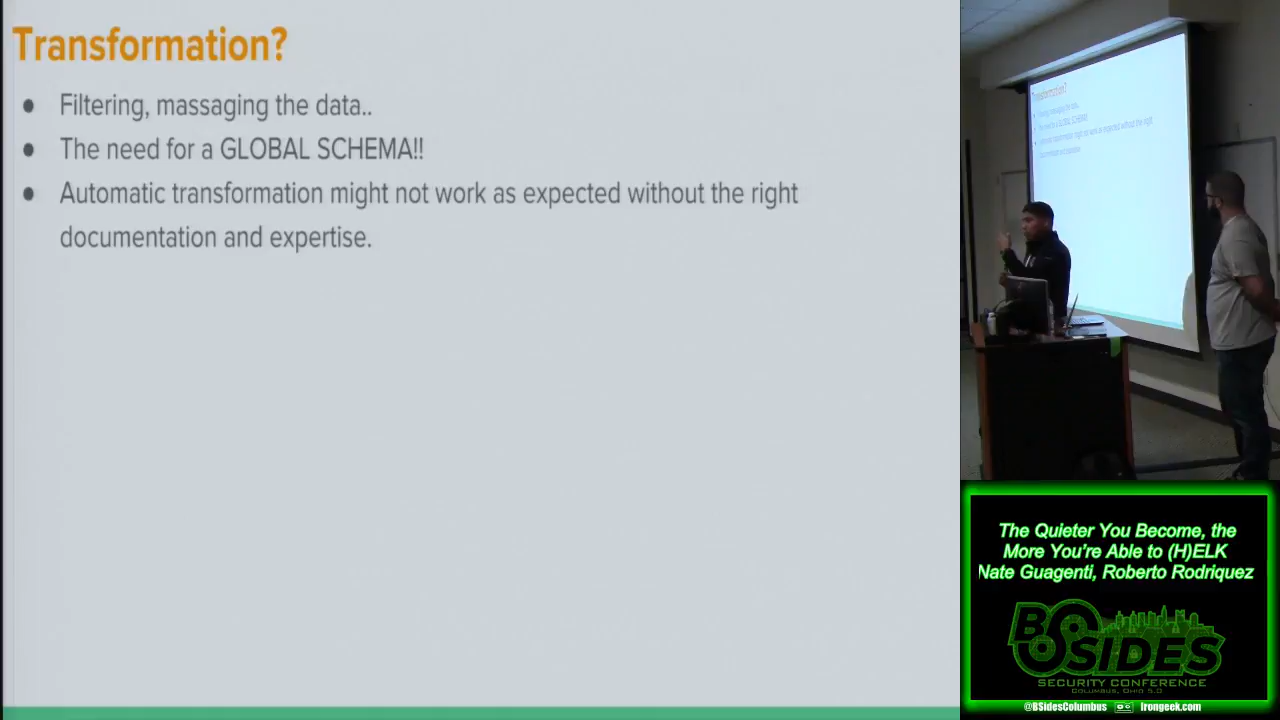 Transformation?
● Filtering, massaging the data..
● The need for a GLOBAL SCHEMA!!
● Automatic transformation might not work as expected without the right
documentation and expertise.
Transformation?
The Quieter You Become, the
More You're Able to (H)ELK
Nate Guagenti, Roberto Rodriquez
BSIDES
SECURITY CONFERENCE
COLUMBUS, OHIO 5.0
@BSidesColumbus irongeek.com